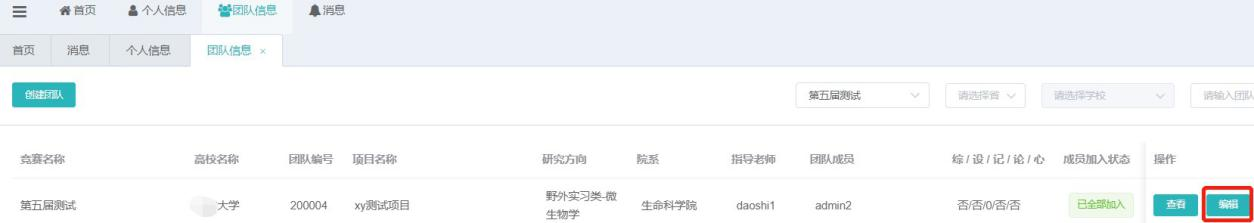 首页 个人信息 团队信息 消息
首页 消息 个人信息 团队信息 ×
创建团队 第五届测试 请选择省 请选择学校 请输入团队
竞赛名称 高校名称 团队编号 项目名称 研究方向 院系 指导老师 团队成员 综 / 设 / 记 / 论 / 心 成员加入状态 操作
第五届测试 大学 200004 xy测试项目 野外实习类-微 生命科学院 daoshi1 admin2 否/否/0/否/否 已全部加入 查看 编辑
生物学